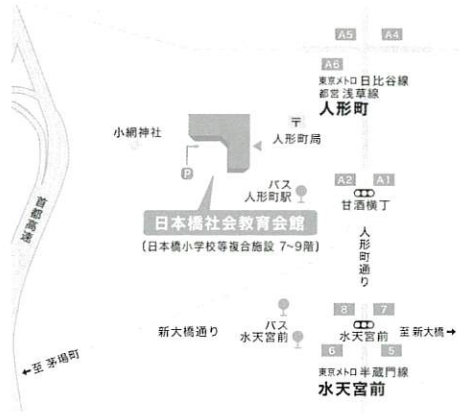 A5
A4
A6
東京メトロ 日比谷線
都営 浅草線
人形町
〒
人形町局
小網神社
P
バス
人形町駅
A2
A1
甘酒横丁
日本橋社会教育会館
(日本橋小学校等複合施設 7~9階)
首都高速
人形町通り
8
7
新大橋通り
バス
水天宮前
水天宮前
至 新大橋→
6
5
←至 茅場町
東京メトロ 半蔵門線
水天宮前